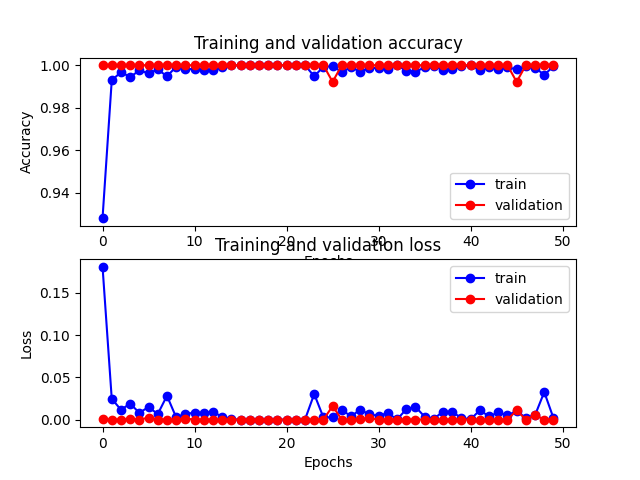 Training and validation accuracy
1.00
0.98
0.96
0.94
Accuracy
train
validation
0 10 20 30 40 50
Epochs
Training and validation loss
0.15
0.10
0.05
0.00
Loss
train
validation
0 10 20 30 40 50
Epochs